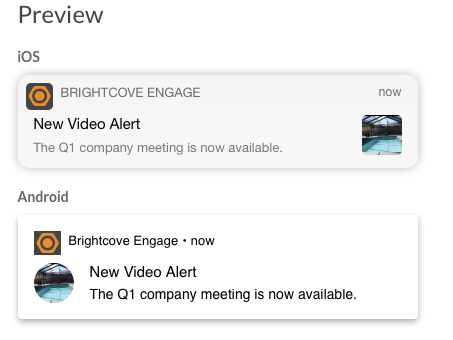 Preview
iOS
BRIGHTCOVE ENGAGE now
New Video Alert
The Q1 company meeting is now available.
Android
Brightcove Engage • now
New Video Alert
The Q1 company meeting is now available.